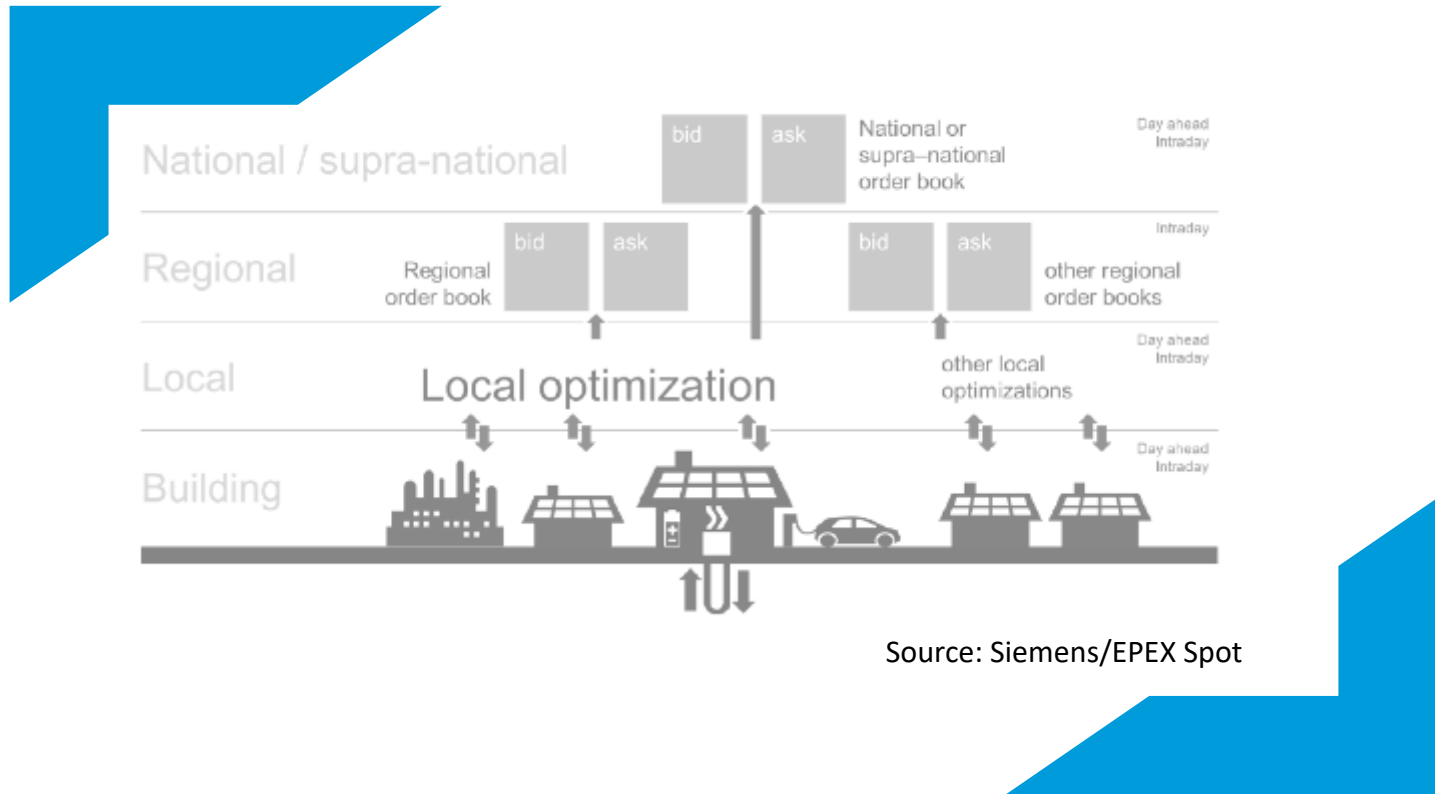 National / supra-national
bid
ask
National or
supra–national
order book
Day ahead
Intraday
Regional
Regional
order book
bid
ask
bid
ask
other regional
order books
Intraday
Local
Local optimization
other local
optimizations
Day ahead
Intraday
Building
Day ahead
Intraday
Source: Siemens/EPEX Spot